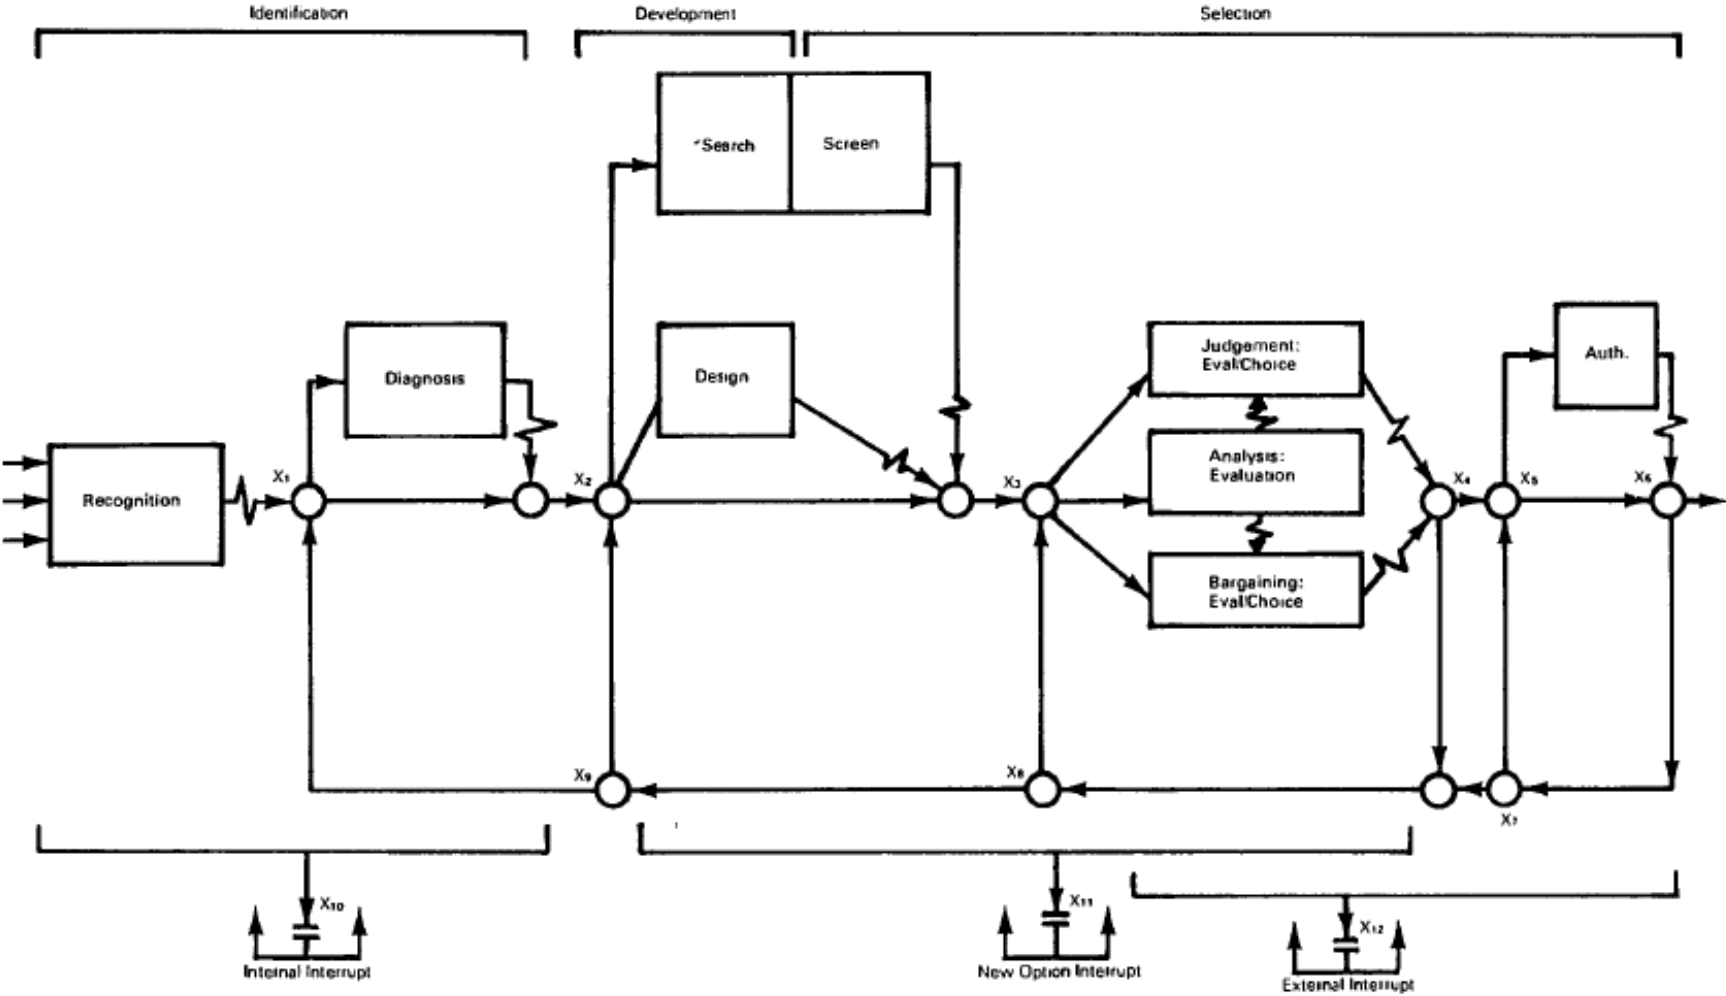 Identification
Development
Selection
Search
Screen
Diagnosis
Design
Judgement:
Eval/Choice
Auth.
Recognition
X1
X2
X3
Analysis:
Evaluation
X4
X5
X6
Bargaining:
Eval/Choice
X9
X8
X7
X10
X11
X12
Internal Interrupt
New Option Interrupt
External Interrupt